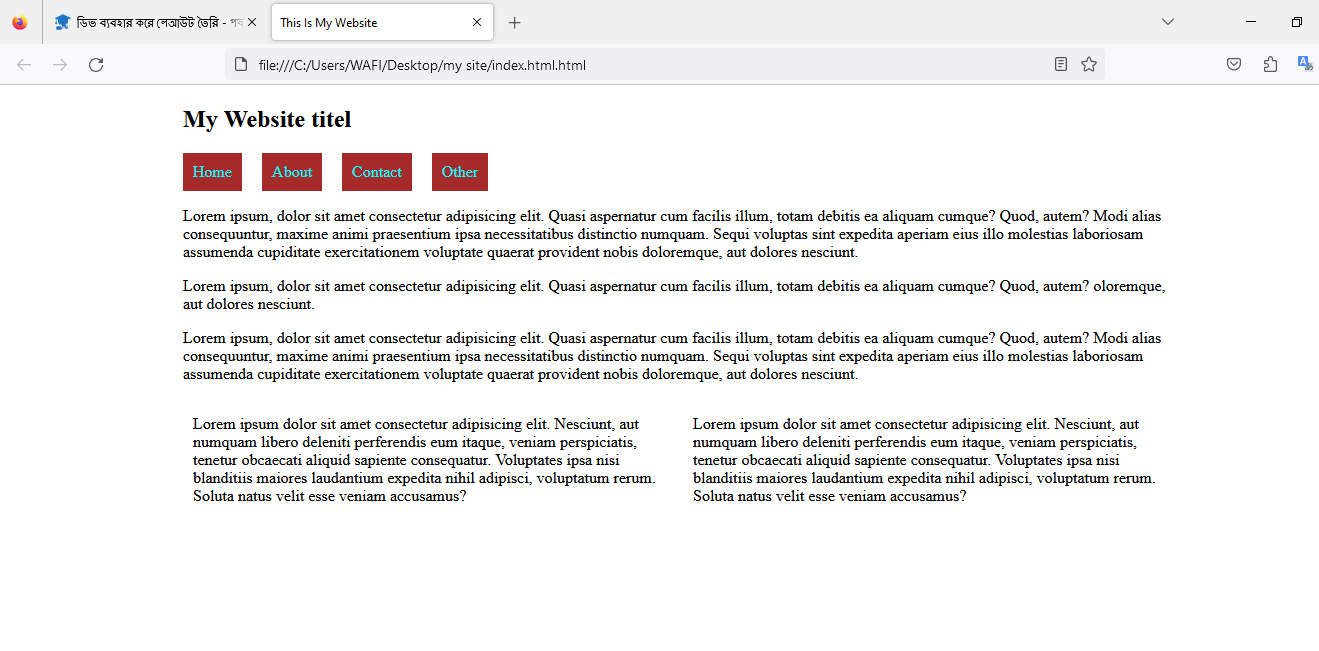 ডিভ ব্যবহার করে লেআউট তৈরি - পর্ব
This Is My Website
file:///C:/Users/WAFI/Desktop/my site/index.html.html
My Website titel
Home About Contact Other
Lorem ipsum, dolor sit amet consectetur adipisicing elit. Quasi aspernatur cum facilis illum, totam debitis ea aliquam cumque? Quod, autem? Modi alias
consequuntur, maxime animi praesentium ipsa necessitatibus distinctio numquam. Sequi voluptas sint expedita aperiam eius illo molestias laboriosam
assumenda cupiditate exercitationem voluptate quaerat provident nobis doloremque, aut dolores nesciunt.
Lorem ipsum, dolor sit amet consectetur adipisicing elit. Quasi aspernatur cum facilis illum, totam debitis ea aliquam cumque? Quod, autem? oloremque,
aut dolores nesciunt.
Lorem ipsum, dolor sit amet consectetur adipisicing elit. Quasi aspernatur cum facilis illum, totam debitis ea aliquam cumque? Quod, autem? Modi alias
consequuntur, maxime animi praesentium ipsa necessitatibus distinctio numquam. Sequi voluptas sint expedita aperiam eius illo molestias laboriosam
assumenda cupiditate exercitationem voluptate quaerat provident nobis doloremque, aut dolores nesciunt.
Lorem ipsum dolor sit amet consectetur adipisicing elit. Nesciunt, aut
numquam libero deleniti perferendis eum itaque, veniam perspiciatis,
tenetur obcaecati aliquid sapiente consequatur. Voluptates ipsa nisi
blanditiis maiores laudantium expedita nihil adipisci, voluptatum rerum.
Soluta natus velit esse veniam accusamus?
Lorem ipsum dolor sit amet consectetur adipisicing elit. Nesciunt, aut
numquam libero deleniti perferendis eum itaque, veniam perspiciatis,
tenetur obcaecati aliquid sapiente consequatur. Voluptates ipsa nisi
blanditiis maiores laudantium expedita nihil adipisci, voluptatum rerum.
Soluta natus velit esse veniam accusamus?